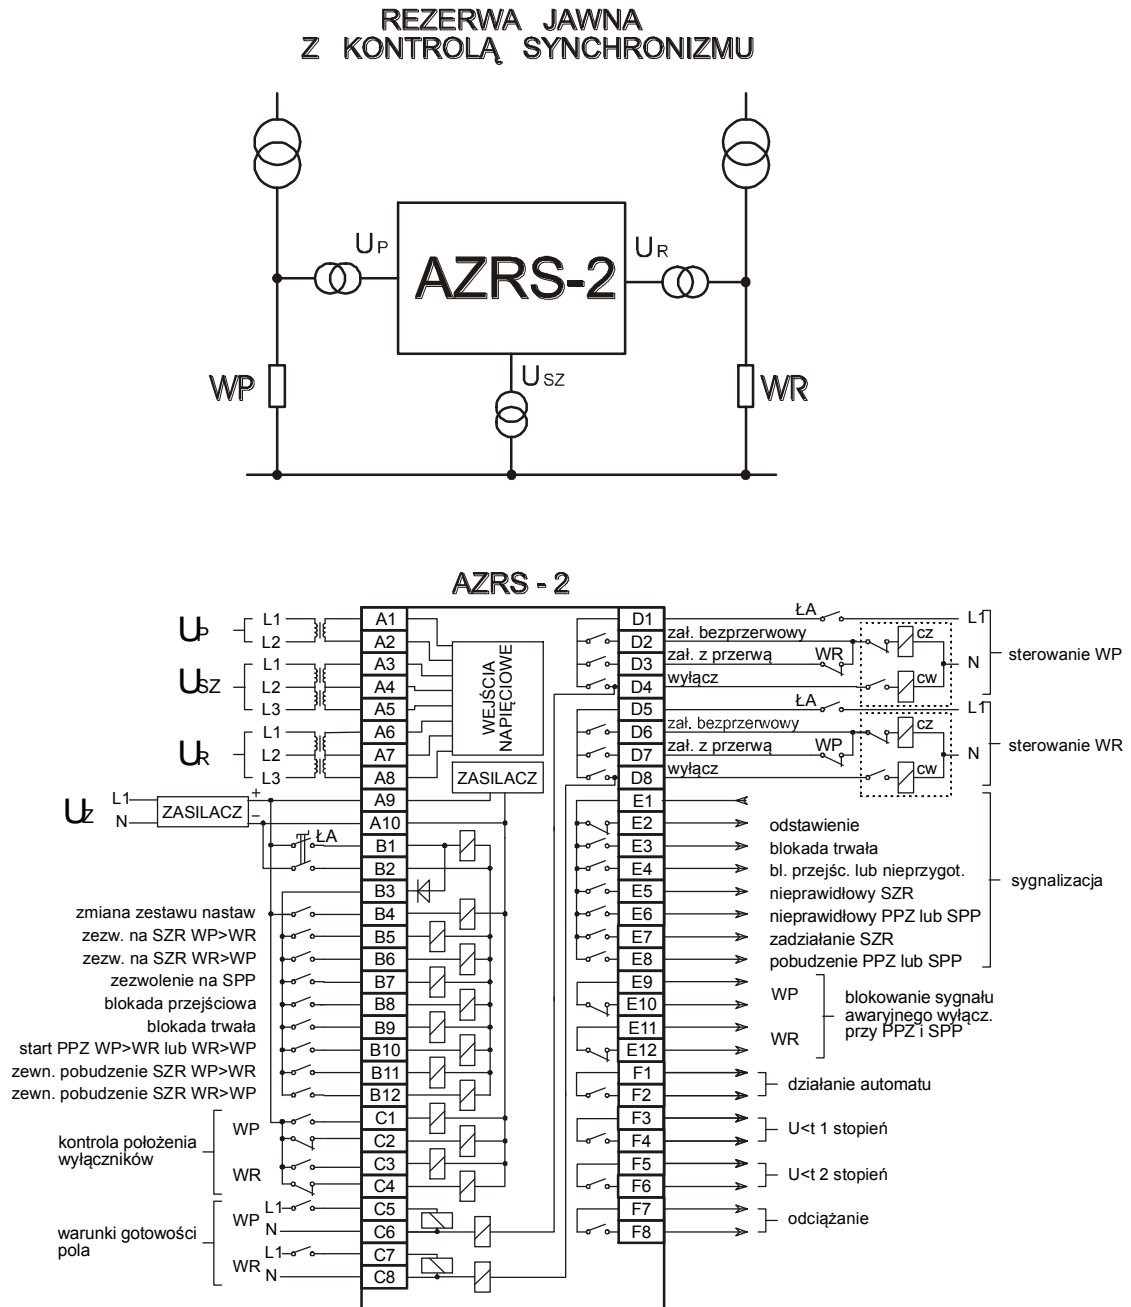 REZERWA JAWNA
Z KONTROLĄ SYNCHRONIZMU
UP
AZRS-2
UR
USZ
WP
WR
AZRS - 2
UP
L1
L2
USZ
L1
L2
L3
UR
L1
L2
L3
UZ
L1
N
ZASILACZ
+
−
ŁA
zmiana zestawu nastaw
zezw. na SZR WP>WR
zezw. na SZR WR>WP
zezwolenie na SPP
blokada przejściowa
blokada trwała
start PPZ WP>WR lub WR>WP
zewn. pobudzenie SZR WP>WR
zewn. pobudzenie SZR WR>WP
kontrola położenia
wyłączników
WP
WR
warunki gotowości
pola
WP
L1
N
WR
L1
N
A1
A2
A3
A4
A5
A6
A7
A8
A9
A10
B1
B2
B3
B4
B5
B6
B7
B8
B9
B10
B11
B12
C1
C2
C3
C4
C5
C6
C7
C8
WEJŚCIA
NAPIĘCIOWE
ZASILACZ
D1
D2
D3
D4
D5
D6
D7
D8
E1
E2
E3
E4
E5
E6
E7
E8
E9
E10
E11
E12
F1
F2
F3
F4
F5
F6
F7
F8
ŁA
L1
zał. bezprzerwowy
cz
zał. z przerwą
WR
N
wyłącz
cw
sterowanie WP
ŁA
L1
zał. bezprzerwowy
cz
zał. z przerwą
WP
N
wyłącz
cw
sterowanie WR
odstawienie
blokada trwała
bl. przejśc. lub nieprzygot.
nieprawidłowy SZR
nieprawidłowy PPZ lub SPP
zadziałanie SZR
pobudzenie PPZ lub SPP
sygnalizacja
WP
WR
blokowanie sygnału
awaryjnego wyłącz.
przy PPZ i SPP
działanie automatu
U<t 1 stopień
U<t 2 stopień
odciążanie